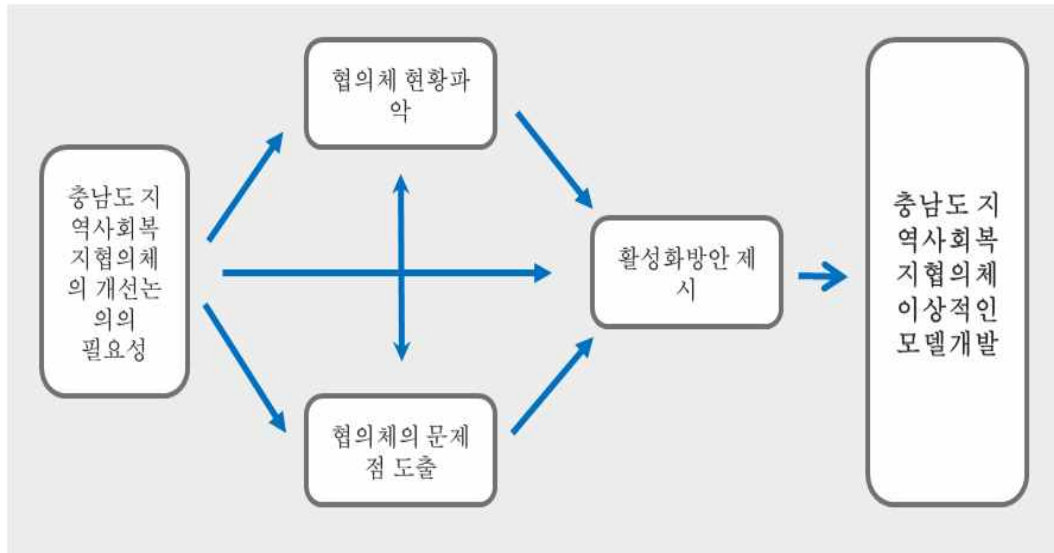 충남도 지
역사회복
지협의체
의 개선논
의의
필요성
협의체 현황파
악
협의체의 문제
점 도출
활성화방안 제
시
충남도 지
역사회복
지협의체
이상적인
모델개발